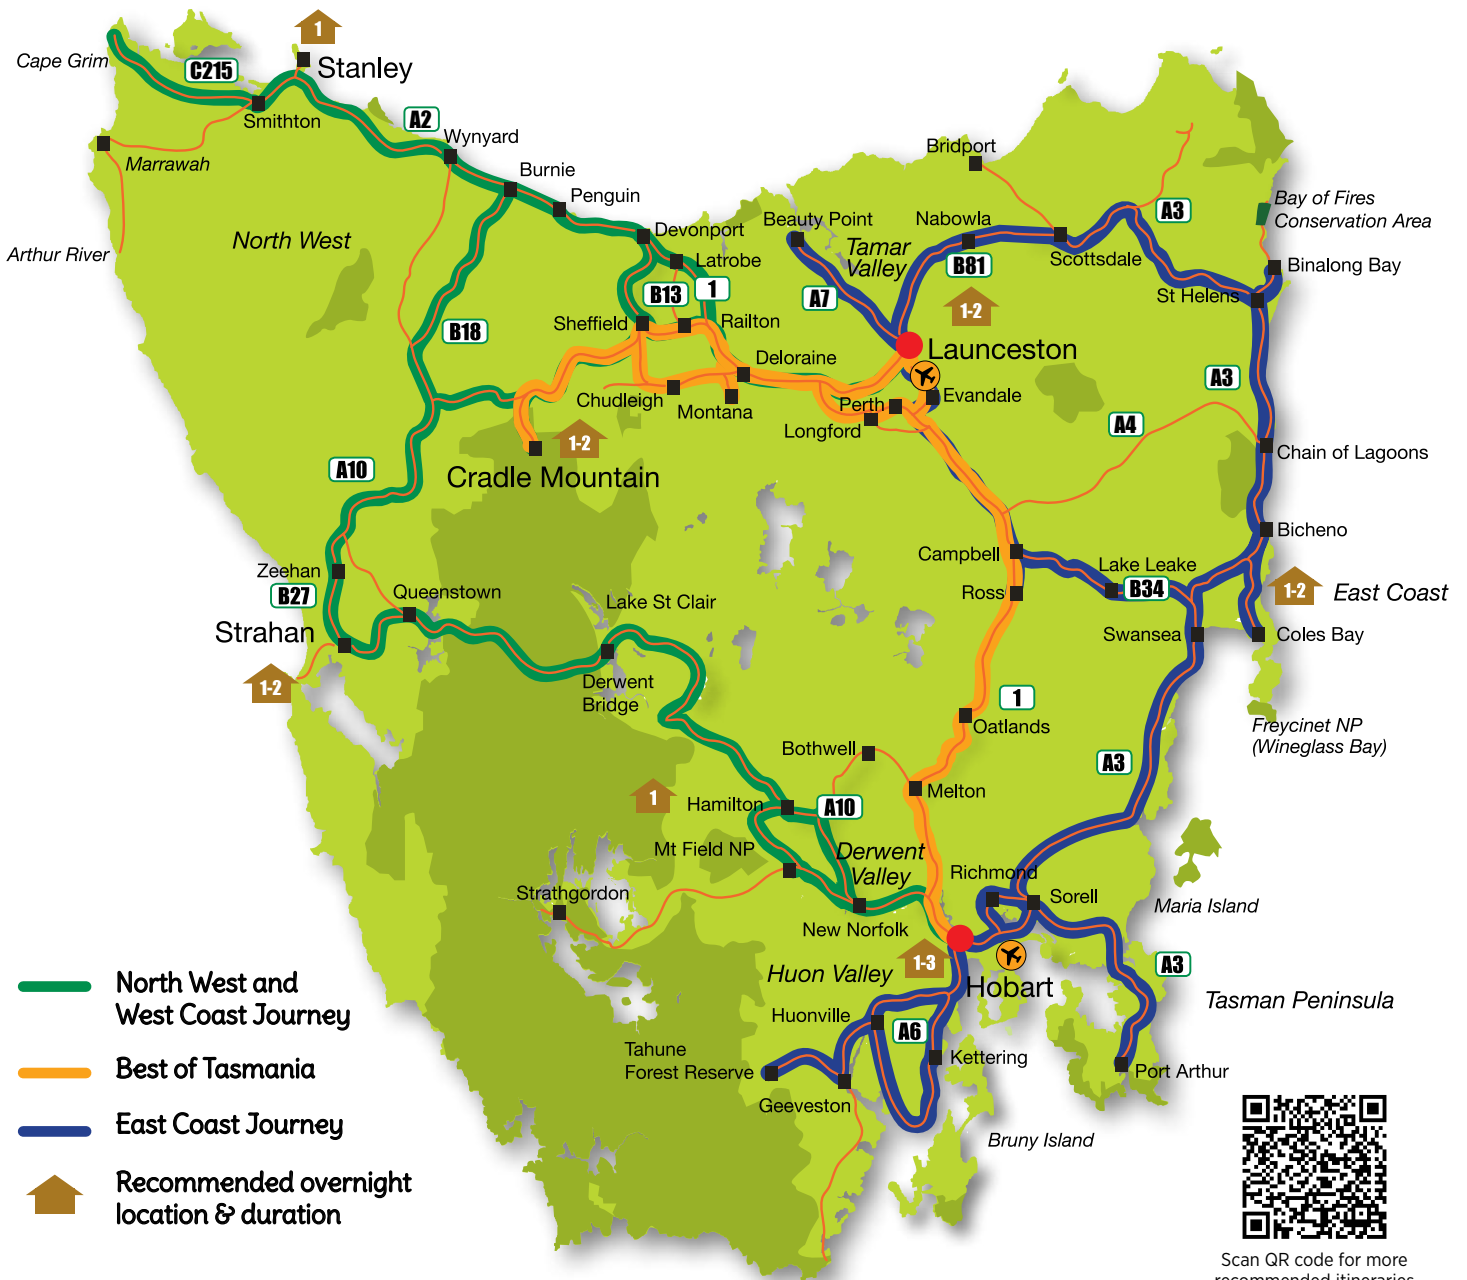 1
Stanley
Cape Grim
C215
Smithton
A2
Wynyard
Marrawah
Burnie
Penguin
Bridport
North West
Arthur River
Devonport
Latrobe
B13
1
Beauty Point
Tamar
Valley
Nabowla
B81
Scottsdale
A3
Bay of Fires
Conservation Area
Binalong Bay
St Helens
A7
1-2
B18
Sheffield
Railton
Launceston
Deloraine
Chudleigh
Montana
Perth
Evandale
Longford
A3
A4
1-2
Cradle Mountain
A10
Chain of Lagoons
Bicheno
Campbell
Lake Leake
B34
1-2
East Coast
Zeehan
B27
Queenstown
Lake St Clair
Ross
Strahan
Swansea
Coles Bay
1-2
Derwent
Bridge
1
Oatlands
Freycinet NP
(Wineglass Bay)
Bothwell
A3
Melton
1
Hamilton
A10
Mt Field NP
Derwent
Valley
Richmond
Strathgordon
Sorell
Maria Island
New Norfolk
1-3
Huon Valley
A3
Hobart
Tasman Peninsula
Huonville
A6
Tahune
Forest Reserve
Kettering
Port Arthur
Geeveston
Bruny Island
North West and
West Coast Journey
Best of Tasmania
East Coast Journey
Recommended overnight
location & duration
Scan QR code for more
recommended itineraries